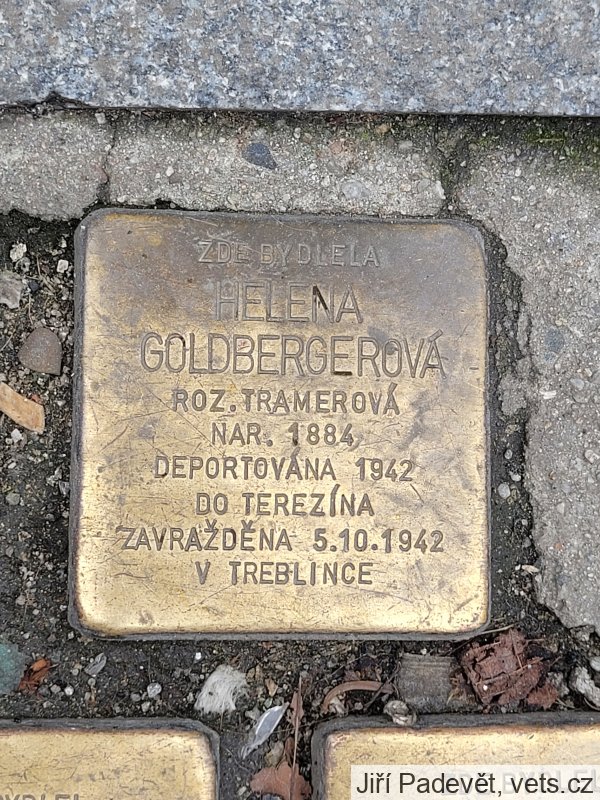 ZDE BYDLELA
HELENA
GOLDBERGEROVÁ
ROZ. TRAMEROVÁ
NAR. 1884
DEPORTOVÁNA 1942
DO TEREZÍNA
ZAVRAŽDĚNA 5.10.1942
V TREBLINCE
Jiří Padevět, vets.cz